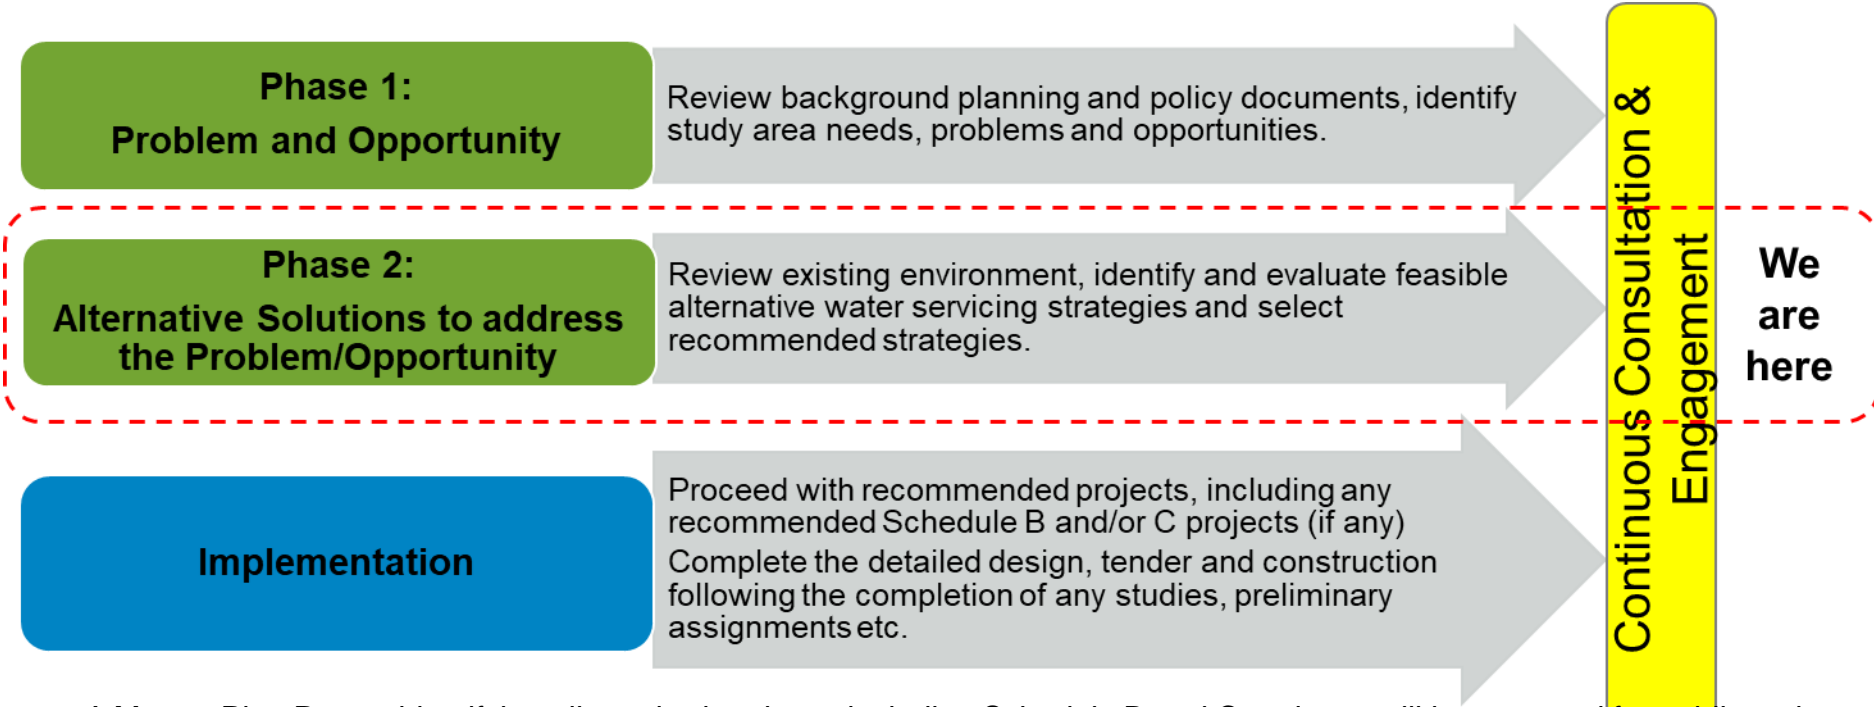 Phase 1:
Problem and Opportunity
Review background planning and policy documents, identify
study area needs, problems and opportunities.
Phase 2:
Alternative Solutions to address
the Problem/Opportunity
Review existing environment, identify and evaluate feasible
alternative water servicing strategies and select
recommended strategies.
Implementation
Proceed with recommended projects, including any
recommended Schedule B and/or C projects (if any)
Complete the detailed design, tender and construction
following the completion of any studies, preliminary
assignments etc.
Continuous Consultation &
Engagement
We
are
here